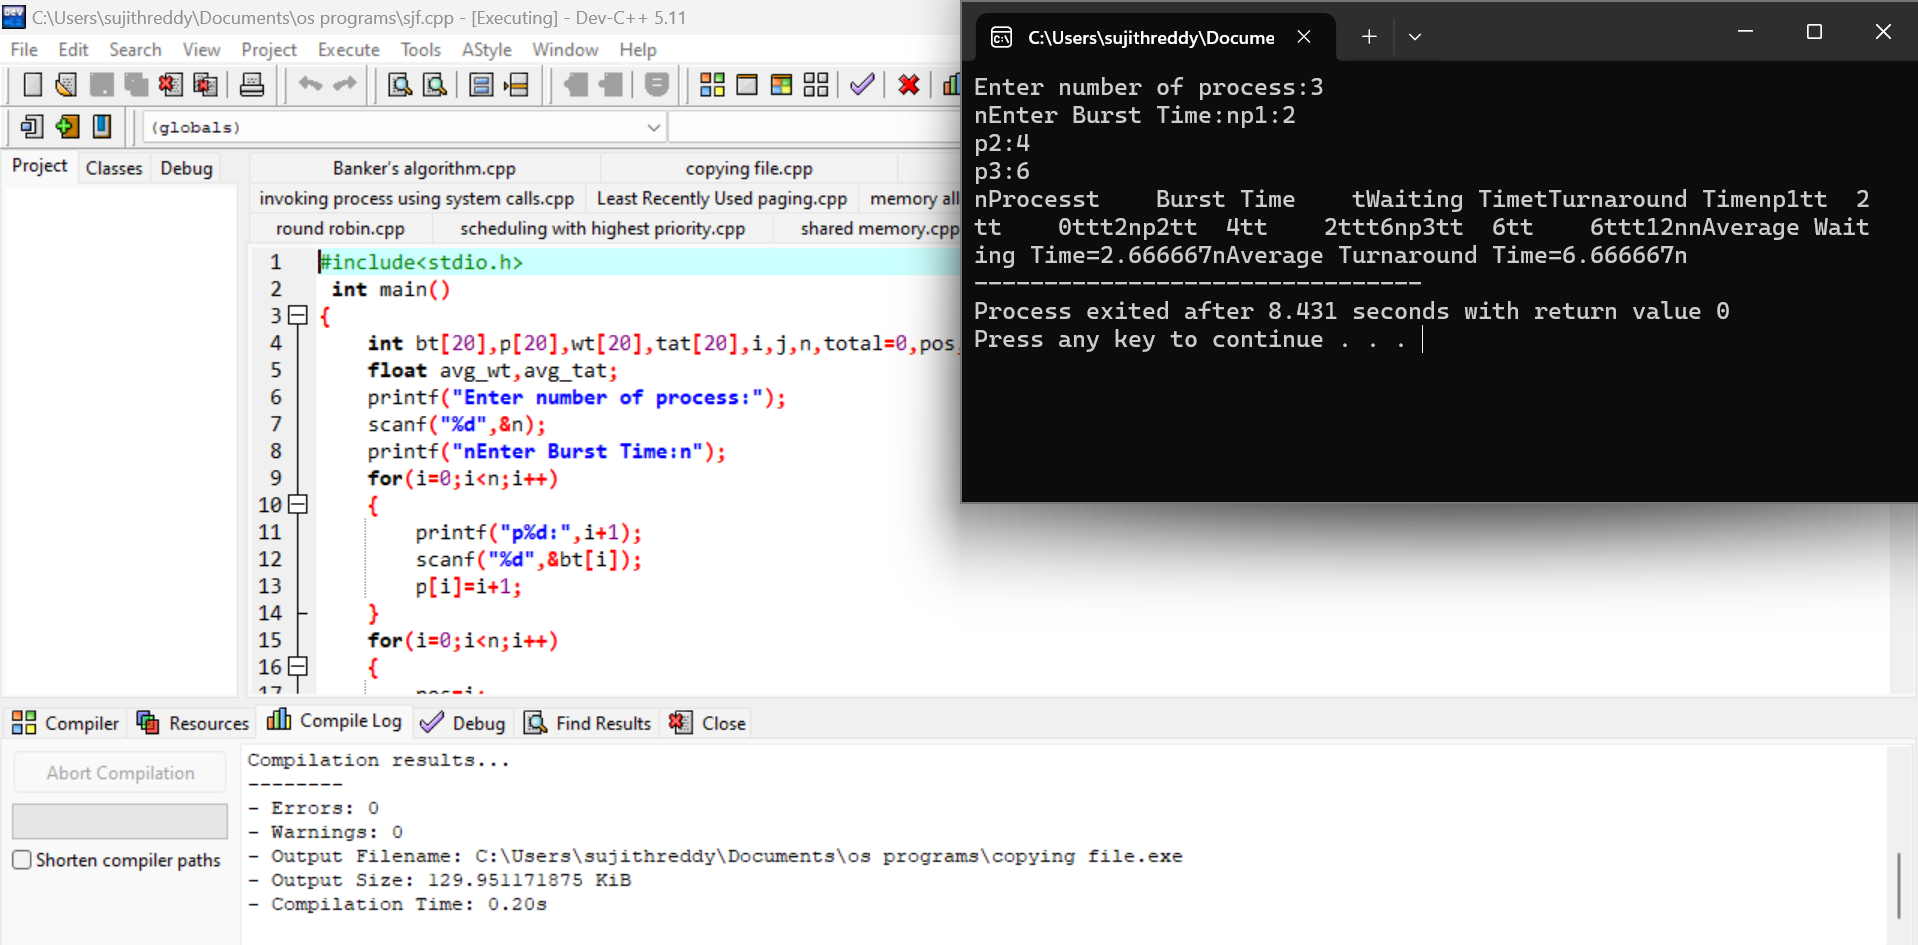 C:\Users\sujithreddy\Documents\os programs\sjf.cpp - [Executing] - Dev-C++ 5.11
File Edit Search View Project Execute Tools AStyle Window Help
(globals)
Project Classes Debug
Banker's algorithm.cpp copying file.cpp
invoking process using system calls.cpp Least Recently Used paging.cpp memory all
round robin.cpp scheduling with highest priority.cpp shared memory.cpp
1 #include<stdio.h>
2 int main()
3 {
4 int bt[20],p[20],wt[20],tat[20],i,j,n,total=0,pos,
5 float avg_wt,avg_tat;
6 printf("Enter number of process:");
7 scanf("%d",&n);
8 printf("nEnter Burst Time:n");
9 for(i=0;i<n;i++)
10 {
11 printf("p%d:",i+1);
12 scanf("%d",&bt[i]);
13 p[i]=i+1;
14 }
15 for(i=0;i<n;i++)
16 {
17 pos=i;
C:\Users\sujithreddy\Docume
Enter number of process:3
nEnter Burst Time:np1:2
p2:4
p3:6
nProcesst    Burst Time    tWaiting TimetTurnaround Timenp1tt  2
tt    0ttt2np2tt  4tt    2ttt6np3tt  6tt    6ttt12nnAverage Wait
ing Time=2.666667nAverage Turnaround Time=6.666667n
--------------------------------
Process exited after 8.431 seconds with return value 0
Press any key to continue . . .
Compiler Resources Compile Log Debug Find Results Close
Abort Compilation
Shorten compiler paths
Compilation results...
--------
- Errors: 0
- Warnings: 0
- Output Filename: C:\Users\sujithreddy\Documents\os programs\copying file.exe
- Output Size: 129.951171875 KiB
- Compilation Time: 0.20s